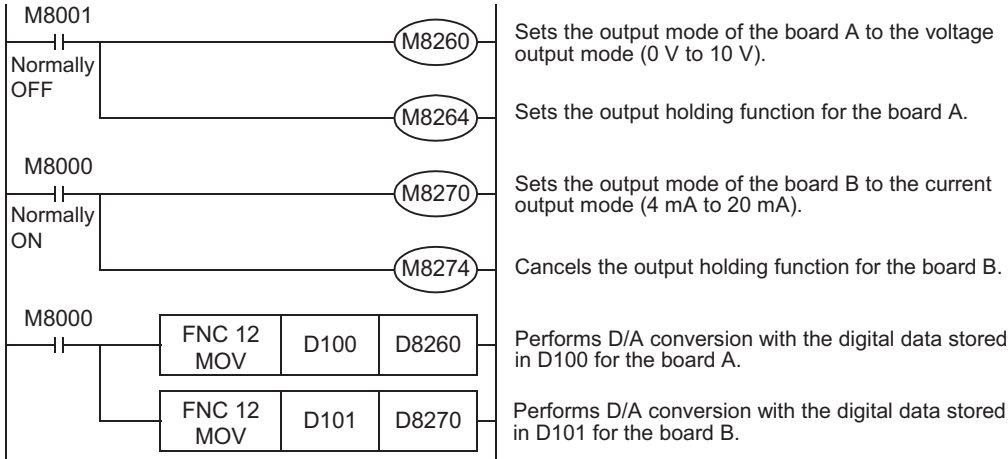 M8001
Normally
OFF
M8260
Sets the output mode of the board A to the voltage
output mode (0 V to 10 V).
M8264
Sets the output holding function for the board A.
M8000
Normally
ON
M8270
Sets the output mode of the board B to the current
output mode (4 mA to 20 mA).
M8274
Cancels the output holding function for the board B.
M8000
FNC 12
MOV
D100
D8260
Performs D/A conversion with the digital data stored
in D100 for the board A.
FNC 12
MOV
D101
D8270
Performs D/A conversion with the digital data stored
in D101 for the board B.